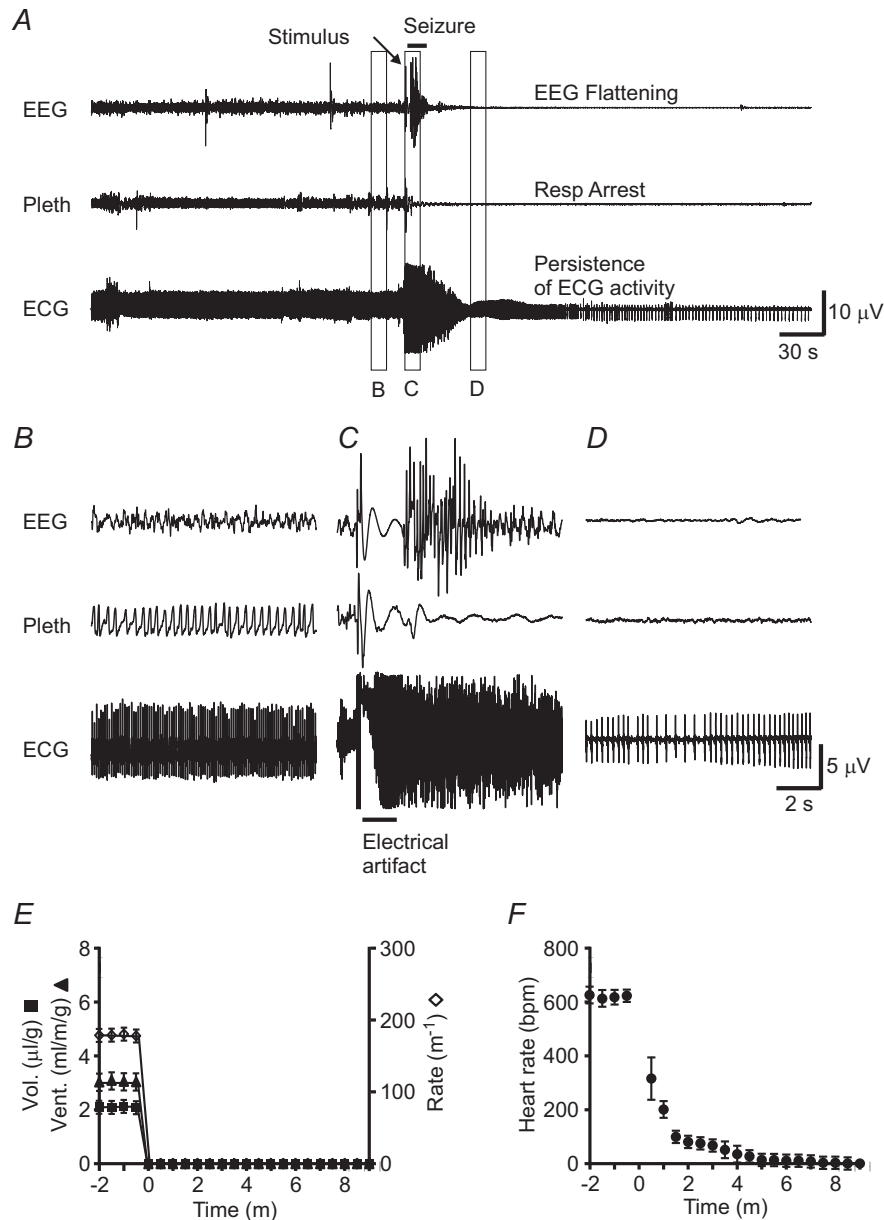 A
Stimulus
Seizure
EEG
EEG Flattening
Pleth
Resp Arrest
ECG
Persistence
of ECG activity
10 µV
30 s
B C D
B C D
EEG
Pleth
ECG
5 µV
2 s
Electrical
artifact
E F
Vol. (µl/g) ■
Vent. (ml/m/g) ▲
8
6
4
2
0
300
200
100
0
Rate (m⁻¹) ◇
-2 0 2 4 6 8
Time (m)
Heart rate (bpm)
800
600
400
200
0
-2 0 2 4 6 8
Time (m)